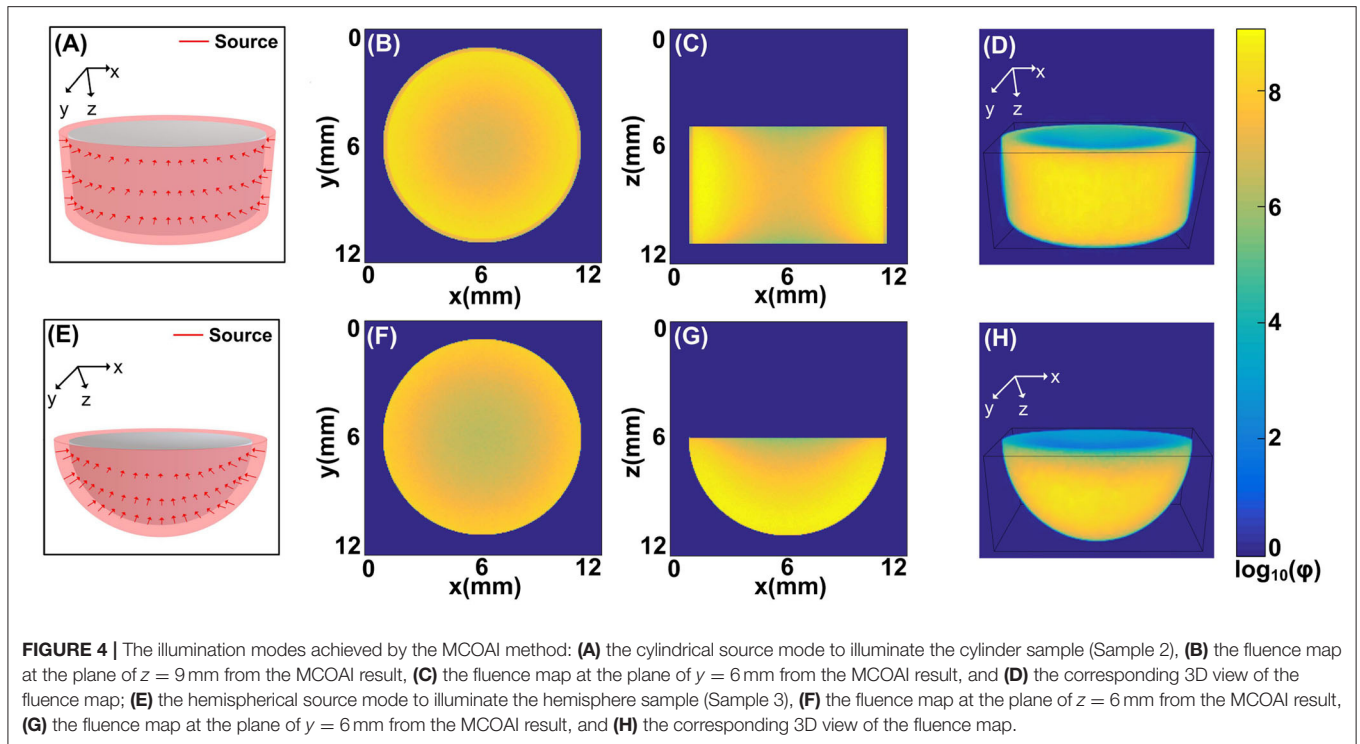 (A) Source
x
y z
(B)
0
y(mm)
6
12
0 6 12
x(mm)
(C)
0
z(mm)
6
12
0 6 12
x(mm)
(D)
x
y z
8
6
4
2
0
log10(φ)
(E) Source
x
y z
(F)
0
y(mm)
6
12
0 6 12
x(mm)
(G)
0
z(mm)
6
12
0 6 12
x(mm)
(H)
x
y z
FIGURE 4 | The illumination modes achieved by the MCOAI method: (A) the cylindrical source mode to illuminate the cylinder sample (Sample 2), (B) the fluence map
at the plane of z = 9 mm from the MCOAI result, (C) the fluence map at the plane of y = 6 mm from the MCOAI result, and (D) the corresponding 3D view of the
fluence map; (E) the hemispherical source mode to illuminate the hemisphere sample (Sample 3), (F) the fluence map at the plane of z = 6 mm from the MCOAI result,
(G) the fluence map at the plane of y = 6 mm from the MCOAI result, and (H) the corresponding 3D view of the fluence map.